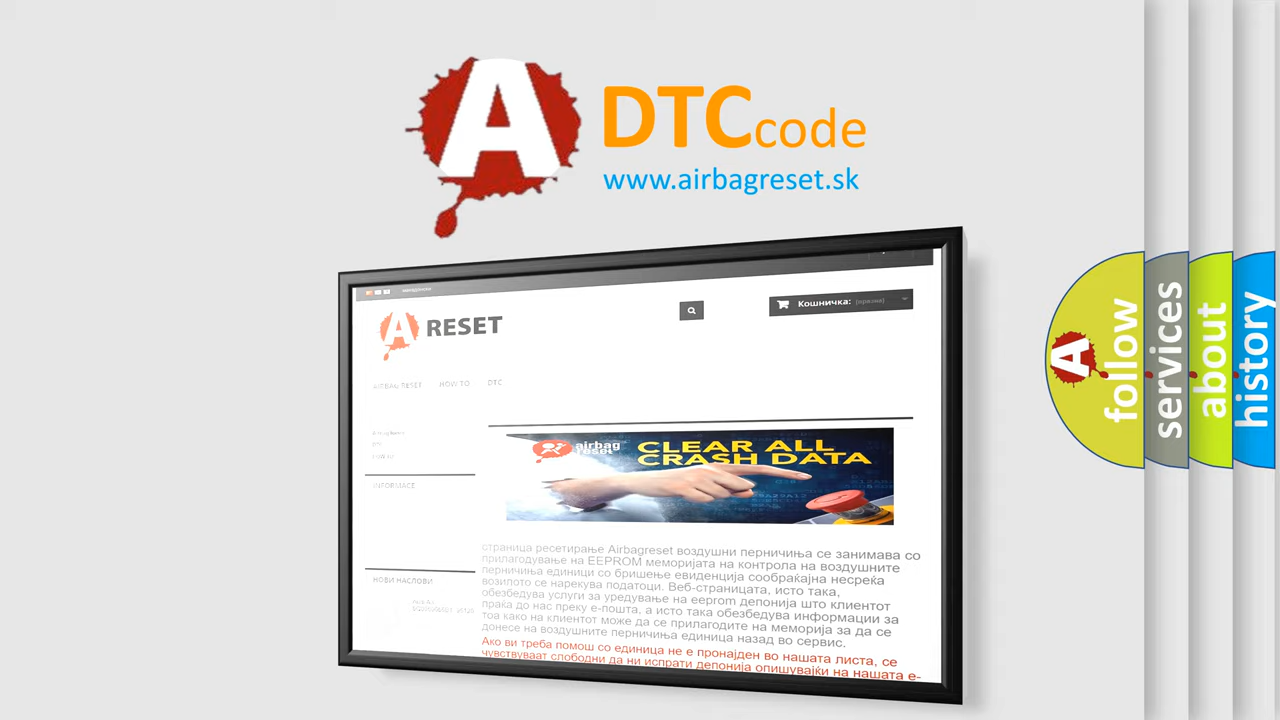 A
DTCcode
www.airbagreset.sk
Кошничка: (празни)
A RESET
AIRBAG RESET HOW TO DTC
airbag reset
CLEAR ALL
CRASH DATA
INFORMACE
НОВИ НАСЛОВИ
страница ресетирање Airbagreset воздушни перничиња се занимава со
прилагодување на EEPROM меморијата на контрола на воздушните
перничиња единици со бришење евиденција сообраќајна несреќа
возилото се нарекува податоци. Веб-страницата, исто така,
обезбедува услуги за уредување на eeprom депонија што клиентот
праќа до нас преку е-пошта, а исто така обезбедува информации за
тоа како на клиентот може да се прилагодите на меморија за да се
донесе на воздушните перничиња единица назад во сервис.
Ако ви треба помош со единица не е пронајден во нашата листа, се
чувствуваат слободни да ни испрати депонија опишувајќи на нашата е-
A
follow
services
about
history